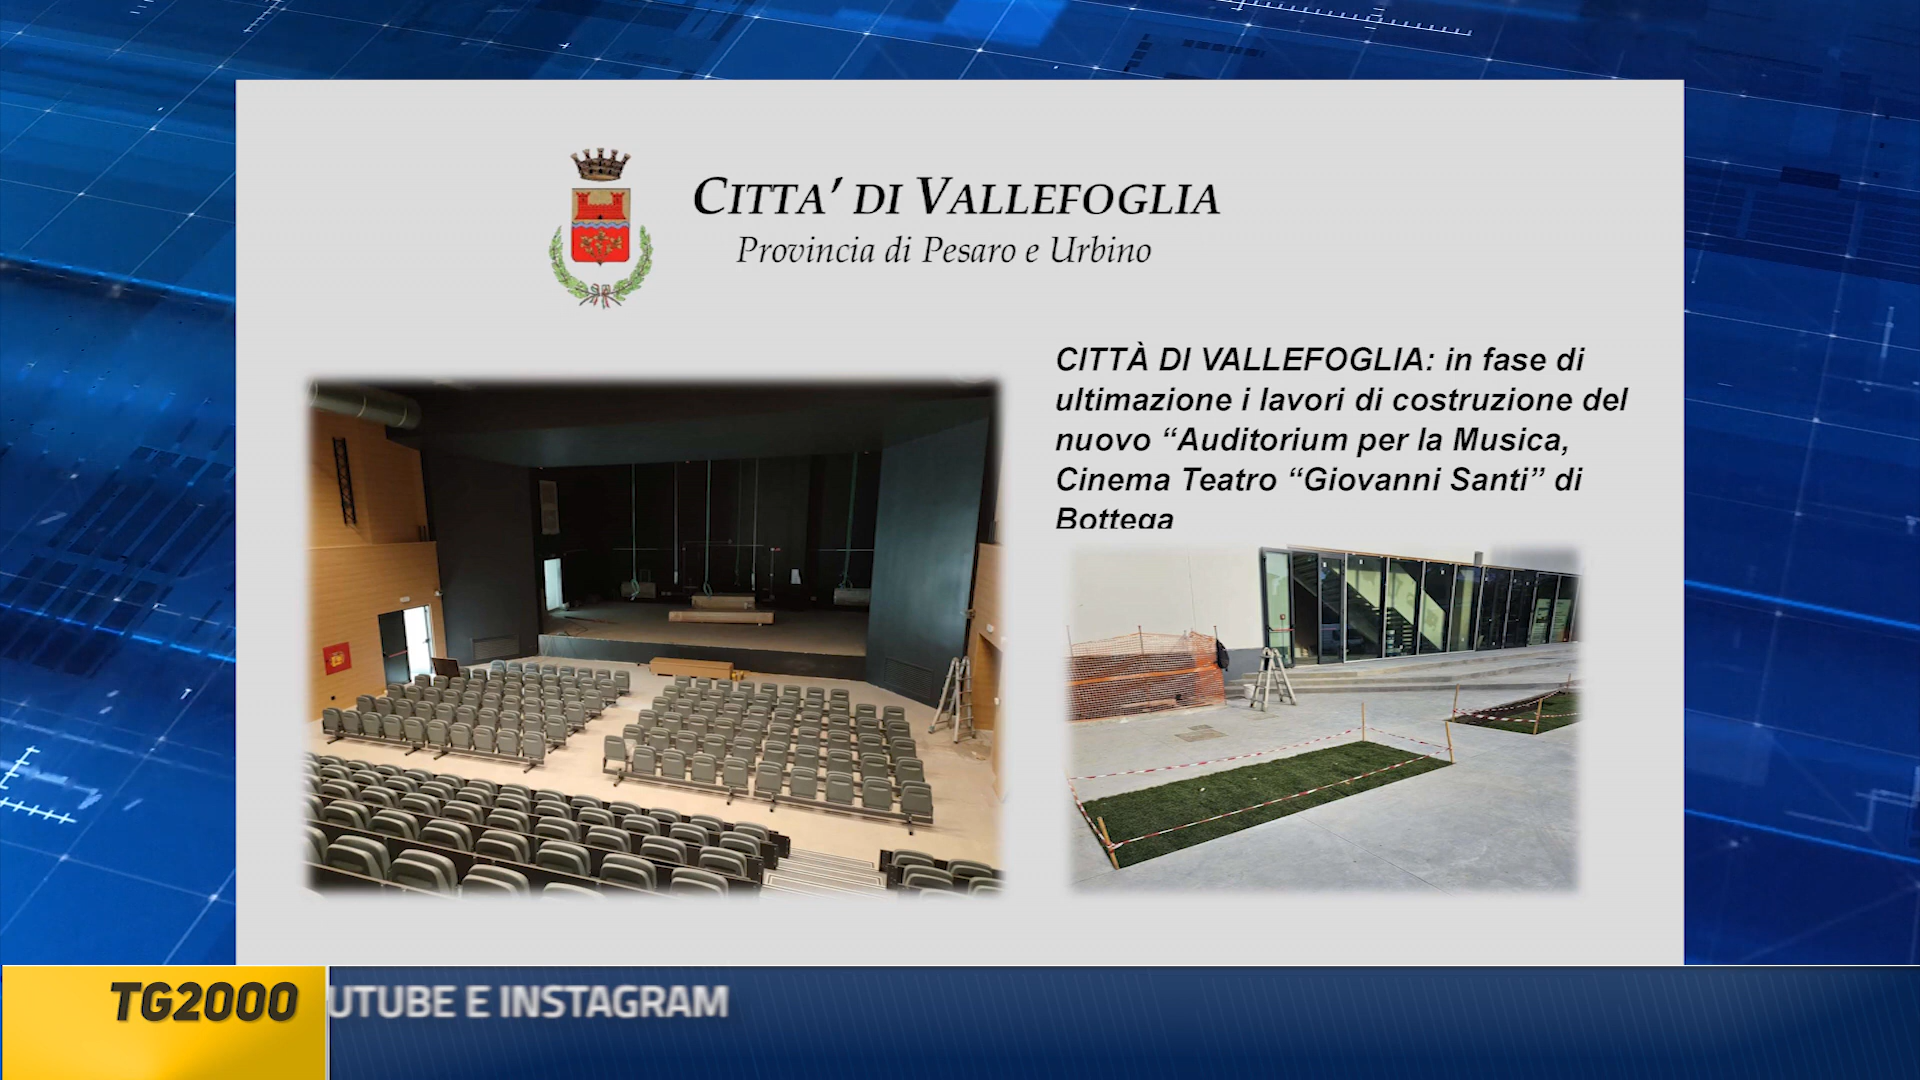 CITTA' DI VALLEFOGLIA
Provincia di Pesaro e Urbino
CITTÀ DI VALLEFOGLIA: in fase di
ultimazione i lavori di costruzione del
nuovo “Auditorium per la Musica,
Cinema Teatro “Giovanni Santi” di
Bottega
TG2000
UTUBE E INSTAGRAM